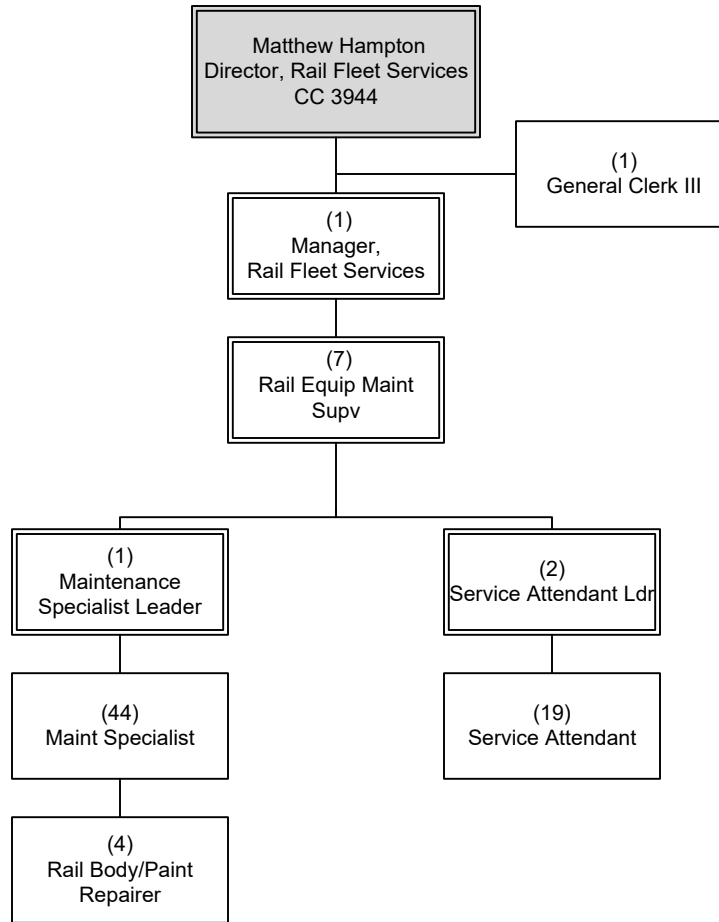 Matthew Hampton
Director, Rail Fleet Services
CC 3944
(1)
General Clerk III
(1)
Manager,
Rail Fleet Services
(7)
Rail Equip Maint
Supv
(1)
Maintenance
Specialist Leader
(2)
Service Attendant Ldr
(44)
Maint Specialist
(19)
Service Attendant
(4)
Rail Body/Paint
Repairer